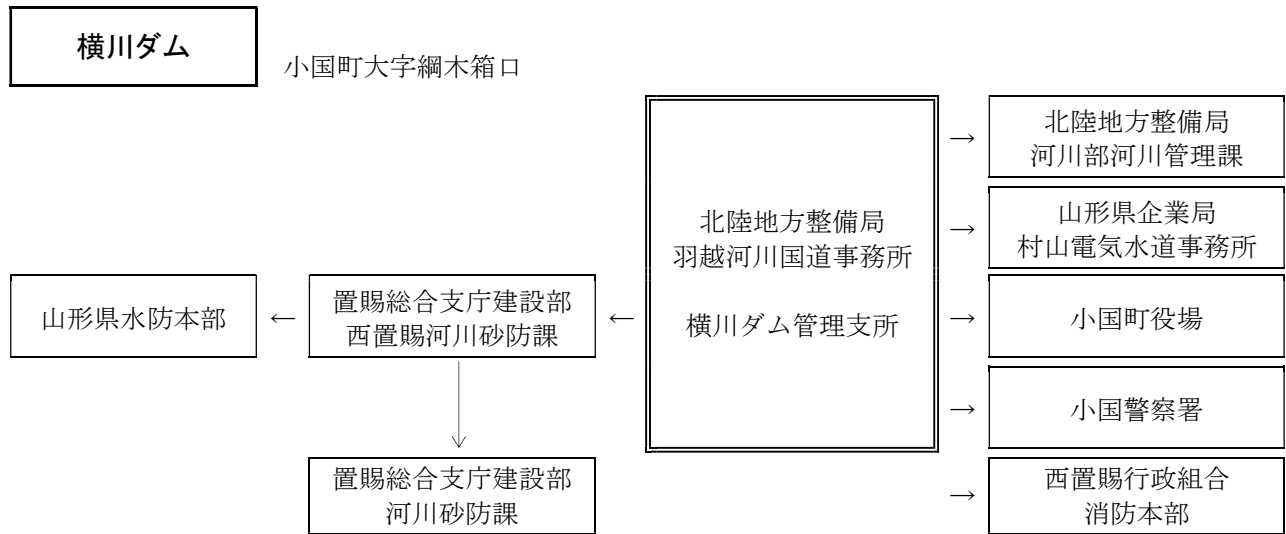 横川ダム
小国町大字綱木箱口
→
北陸地方整備局
河川部河川管理課
北陸地方整備局
羽越河川国道事務所
横川ダム管理支所
→
山形県企業局
村山電気水道事務所
山形県水防本部
←
置賜総合支庁建設部
西置賜河川砂防課
←
→
小国町役場
→
小国警察署
↓
置賜総合支庁建設部
河川砂防課
→
西置賜行政組合
消防本部